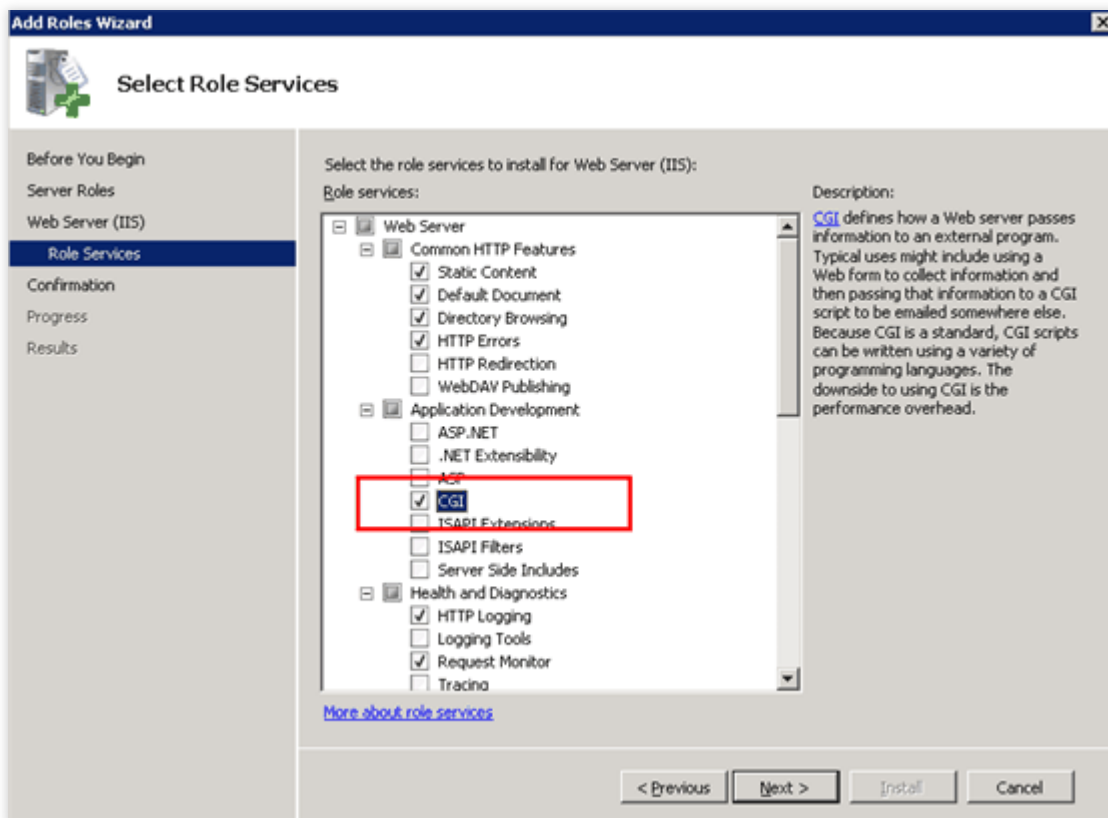 Add Roles Wizard
Select Role Services
Before You Begin
Server Roles
Web Server (IIS)
Role Services
Confirmation
Progress
Results
Select the role services to install for Web Server (IIS):
Role services:
Web Server
Common HTTP Features
Static Content
Default Document
Directory Browsing
HTTP Errors
HTTP Redirection
WebDAV Publishing
Application Development
ASP.NET
.NET Extensibility
ASP
CGI
ISAPI Extensions
ISAPI Filters
Server Side Includes
Health and Diagnostics
HTTP Logging
Logging Tools
Request Monitor
Tracing
More about role services
Description:
CGI defines how a Web server passes
information to an external program.
Typical uses might include using a
Web form to collect information and
then passing that information to a CGI
script to be emailed somewhere else.
Because CGI is a standard, CGI scripts
can be written using a variety of
programming languages. The
downside to using CGI is the
performance overhead.
< Previous
Next >
Install
Cancel